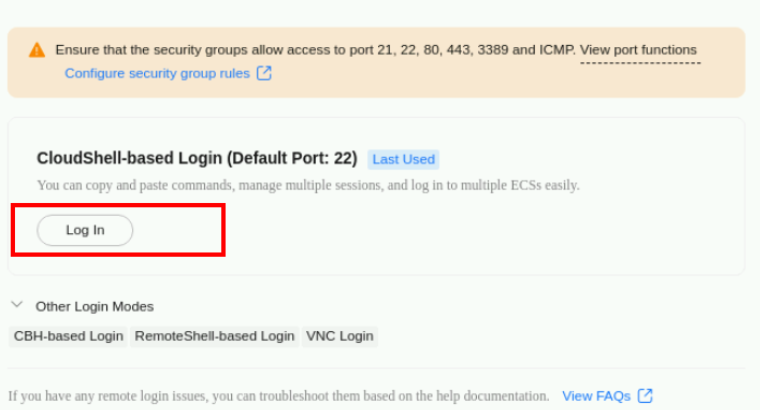 Ensure that the security groups allow access to port 21, 22, 80, 443, 3389 and ICMP. View port functions
Configure security group rules
CloudShell-based Login (Default Port: 22) Last Used
You can copy and paste commands, manage multiple sessions, and log in to multiple ECSs easily.
Log In
Other Login Modes
CBH-based Login RemoteShell-based Login VNC Login
If you have any remote login issues, you can troubleshoot them based on the help documentation. View FAQs